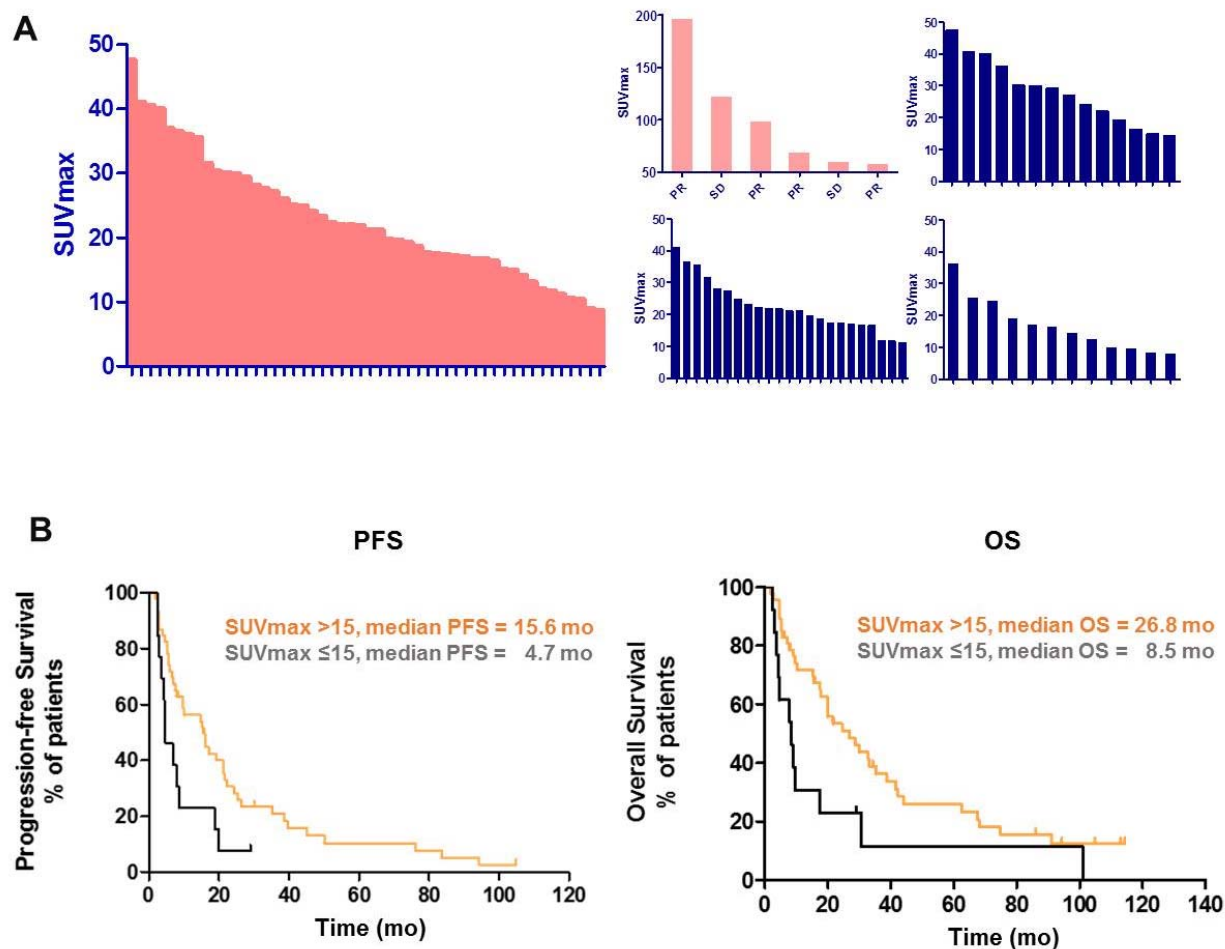 A
SUVmax
50
40
30
20
10
0
SUVmax
200
150
100
50
PR
SD
PR
PR
SD
PR
SUVmax
50
40
30
20
10
0
SUVmax
50
40
30
20
10
0
SUVmax
50
40
30
20
10
0
B
PFS
Progression-free Survival
% of patients
100
80
60
40
20
0
SUVmax >15, median PFS = 15.6 mo
SUVmax ≤15, median PFS = 4.7 mo
0 20 40 60 80 100 120
Time (mo)
OS
Overall Survival
% of patients
100
80
60
40
20
0
SUVmax >15, median OS = 26.8 mo
SUVmax ≤15, median OS = 8.5 mo
0 20 40 60 80 100 120 140
Time (mo)